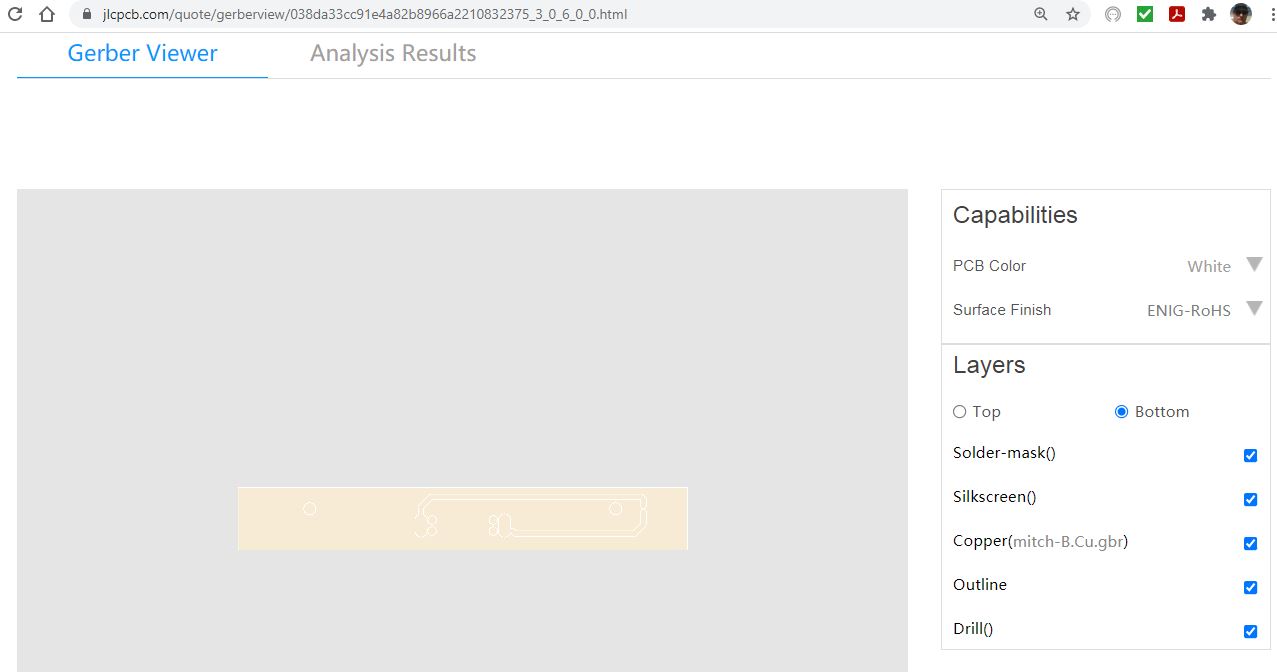 jlcpcb.com/quote/gerberview/038da33cc91e4a82b8966a2210832375_3_0_6_0_0.html
Gerber Viewer Analysis Results
Capabilities
PCB Color White
Surface Finish ENIG-RoHS
Layers
Top Bottom
Solder-mask()
Silkscreen()
Copper(mitch-B.Cu.gbr)
Outline
Drill()